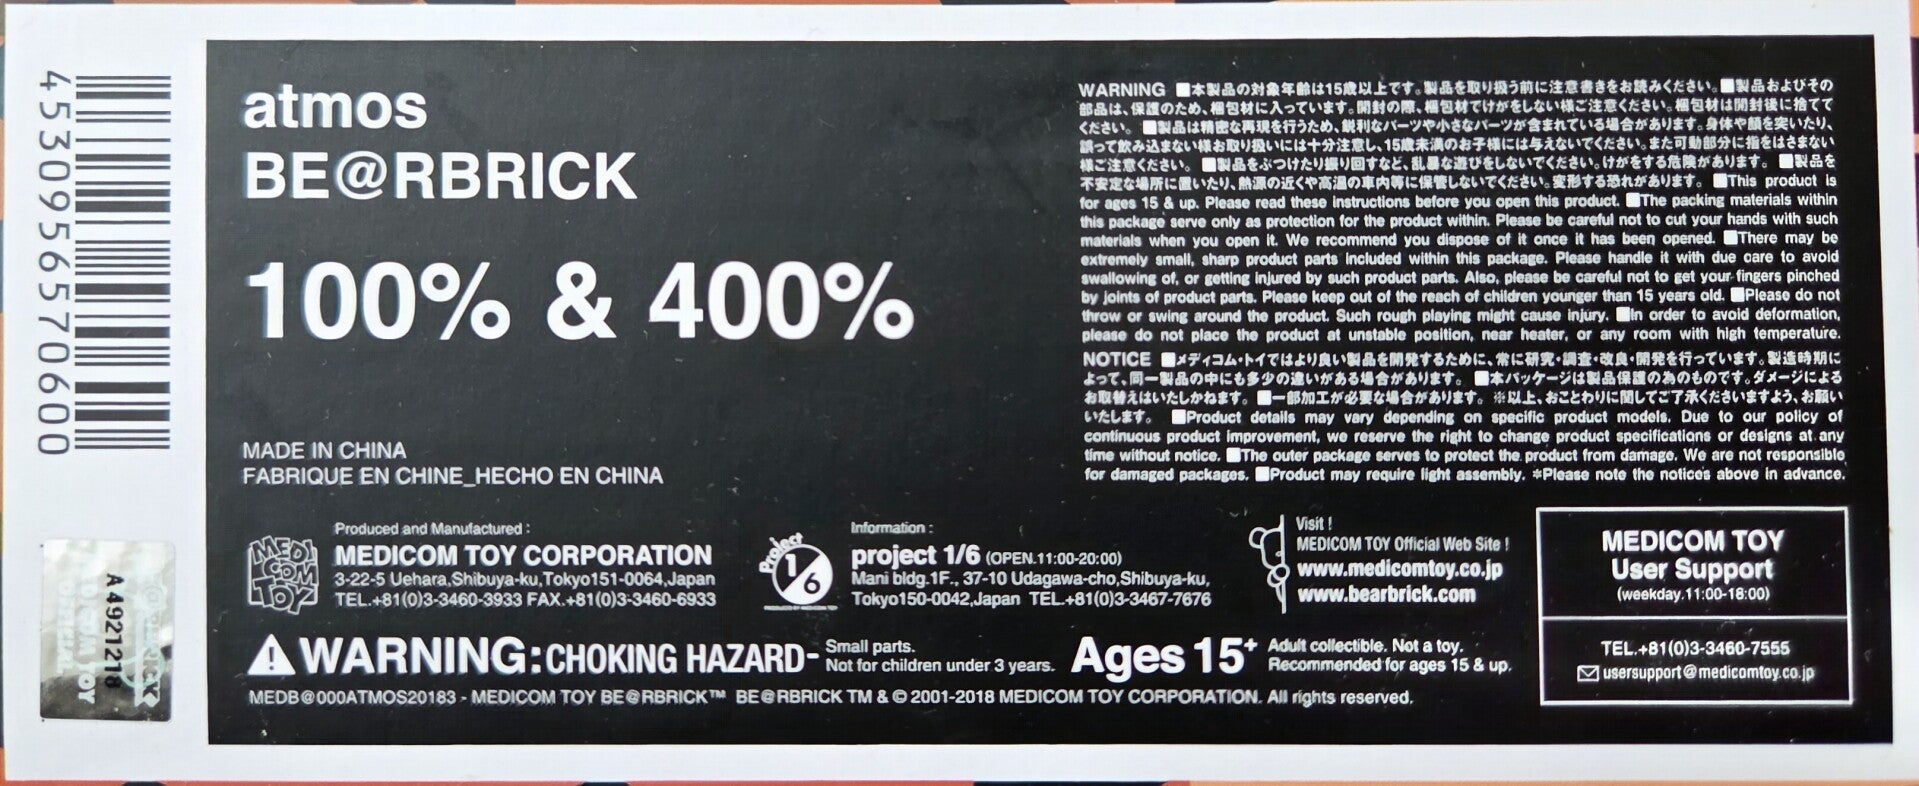 4530956570600
atmos
BE@RBRICK
100% & 400%
MADE IN CHINA
FABRIQUE EN CHINE_HECHO EN CHINA
WARNING ■本製品の対象年齢は15歳以上です。製品を取り扱う前に注意書きをお読みください。■製品およびその
部品は、保護のため、梱包材に入っています。開封の際、梱包材でけがをしない様ご注意ください。梱包材は開封後に捨てて
ください。 ■製品は精密な再現を行うため、鋭利なパーツや小さなパーツが含まれている場合があります。身体や顔を突いたり、
誤って飲み込まない様お取り扱いには十分注意し、15歳未満のお子様には与えないでください。また可動部分に指をはさまない
様ご注意ください。 ■製品をぶつけたり振り回すなど、乱暴な遊びをしないでください。けがをする危険があります。 ■製品を
不安定な場所に置いたり、熱源の近くや高温の車内等に保管しないでください。変形する恐れがあります。 ■This product is
for ages 15 & up. Please read these instructions before you open this product. ■The packing materials within
this package serve only as protection for the product within. Please be careful not to cut your hands with such
materials when you open it. We recommend you dispose of it once it has been opened. ■There may be
extremely small, sharp product parts included within this package. Please handle it with due care to avoid
swallowing of, or getting injured by such product parts. Also, please be careful not to get your fingers pinched
by joints of product parts. Please keep out of the reach of children younger than 15 years old. ■Please do not
throw or swing around the product. Such rough playing might cause injury. ■In order to avoid deformation,
please do not place the product at unstable position, near heater, or any room with high temperature.
NOTICE ■メディコム・トイではより良い製品を開発するために、常に研究・調査・改良・開発を行っています。製造時期に
よって、同一製品の中にも多少の違いがある場合があります。 ■本パッケージは製品保護の為のものです。ダメージによる
お取替えはいたしかねます。 ■一部加工が必要な場合があります。※以上、おことわりに関してご了承くださいますよう、お願い
いたします。 ■Product details may vary depending on specific product models. Due to our policy of
continuous product improvement, we reserve the right to change product specifications or designs at any
time without notice. ■The outer package serves to protect the product from damage. We are not responsible
for damaged packages. ■Product may require light assembly. ※Please note the notices above in advance.
MEDI
COM
TOY
Produced and Manufactured :
MEDICOM TOY CORPORATION
3-22-5 Uehara,Shibuya-ku,Tokyo151-0064,Japan
TEL.+81(0)3-3460-3933 FAX.+81(0)3-3460-6933
Project
1/6
PRODUCED BY MEDICOM TOY
Information :
project 1/6 (OPEN.11:00-20:00)
Mani bldg.1F., 37-10 Udagawa-cho,Shibuya-ku,
Tokyo150-0042,Japan TEL.+81(0)3-3467-7676
Visit !
MEDICOM TOY Official Web Site !
www.medicomtoy.co.jp
www.bearbrick.com
MEDICOM TOY
User Support
(weekday.11:00-18:00)
TEL.+81(0)3-3460-7555
usersupport@medicomtoy.co.jp
WARNING:CHOKING HAZARD-
Small parts.
Not for children under 3 years.
Ages 15+
Adult collectible. Not a toy.
Recommended for ages 15 & up.
MEDB@000ATMOS20183 - MEDICOM TOY BE@RBRICK™ BE@RBRICK TM & © 2001-2018 MEDICOM TOY CORPORATION. All rights reserved.
A 4921218